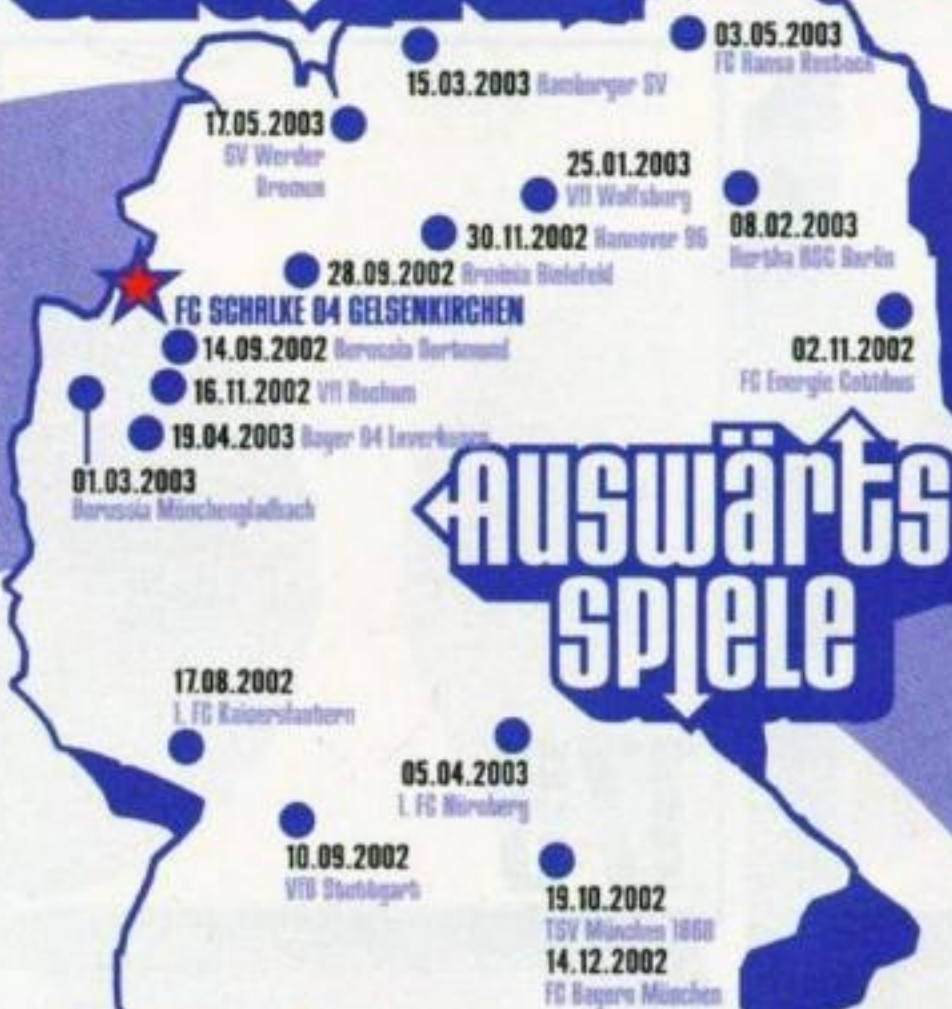 03.05.2003
FC Hansa Rostock
15.03.2003 Hamburger SV
17.05.2003
SV Werder
Bremen
25.01.2003
Vfl Wolfsburg
08.02.2003
Hertha BSC Berlin
30.11.2002 Hannover 96
28.09.2002 Arminia Bielefeld
FC SCHALKE 04 GELSENKIRCHEN
02.11.2002
FC Energie Cottbus
14.09.2002 Borussia Dortmund
16.11.2002 Vfl Bochum
19.04.2003 Bayer 04 Leverkusen
01.03.2003
Borussia Mönchengladbach
AUSWÄRTS
SPIELE
17.08.2002
1. FC Kaiserslautern
05.04.2003
1. FC Nürnberg
10.09.2002
VfB Stuttgart
19.10.2002
TSV München 1860
14.12.2002
FC Bayern München